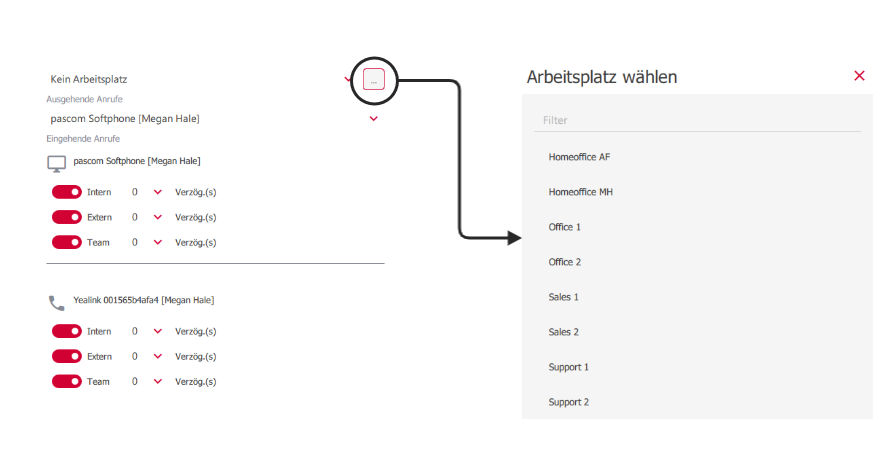 Kein Arbeitsplatz
...
Ausgehende Anrufe
pascom Softphone [Megan Hale]
Eingehende Anrufe
pascom Softphone [Megan Hale]
Intern 0 Verzög.(s)
Extern 0 Verzög.(s)
Team 0 Verzög.(s)
Yealink 001565b4afa4 [Megan Hale]
Intern 0 Verzög.(s)
Extern 0 Verzög.(s)
Team 0 Verzög.(s)
Arbeitsplatz wählen
Filter
Homeoffice AF
Homeoffice MH
Office 1
Office 2
Sales 1
Sales 2
Support 1
Support 2